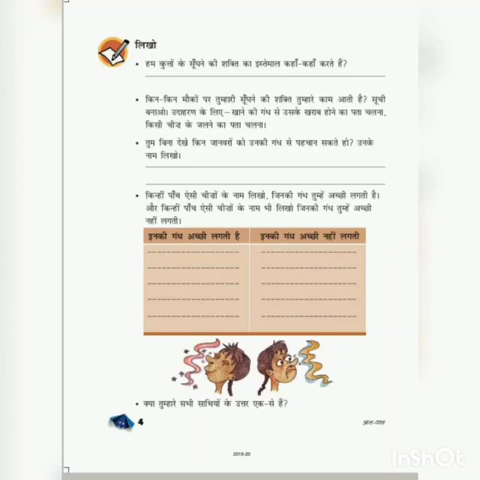 लिखो
• हम कुत्तों के सूँघने की शक्ति का इस्तेमाल कहाँ-कहाँ करते हैं?
• किन-किन मौकों पर तुम्हारी सूँघने की शक्ति तुम्हारे काम आती है? सूची
बनाओ। उदाहरण के लिए – खाने की गंध से उसके खराब होने का पता चलना,
किसी चीज़ के जलने का पता चलना।
• तुम बिना देखे किन जानवरों को उनकी गंध से पहचान सकते हो? उनके
नाम लिखो।
• किन्हीं पाँच ऐसी चीज़ों के नाम लिखो, जिनकी गंध तुम्हें अच्छी लगती है।
और किन्हीं पाँच ऐसी चीज़ों के नाम भी लिखो जिनकी गंध तुम्हें अच्छी
नहीं लगती।
इनकी गंध अच्छी लगती है इनकी गंध अच्छी नहीं लगती
• क्या तुम्हारे सभी साथियों के उत्तर एक-से हैं?
4 आस-पास
2019-20
InShOt